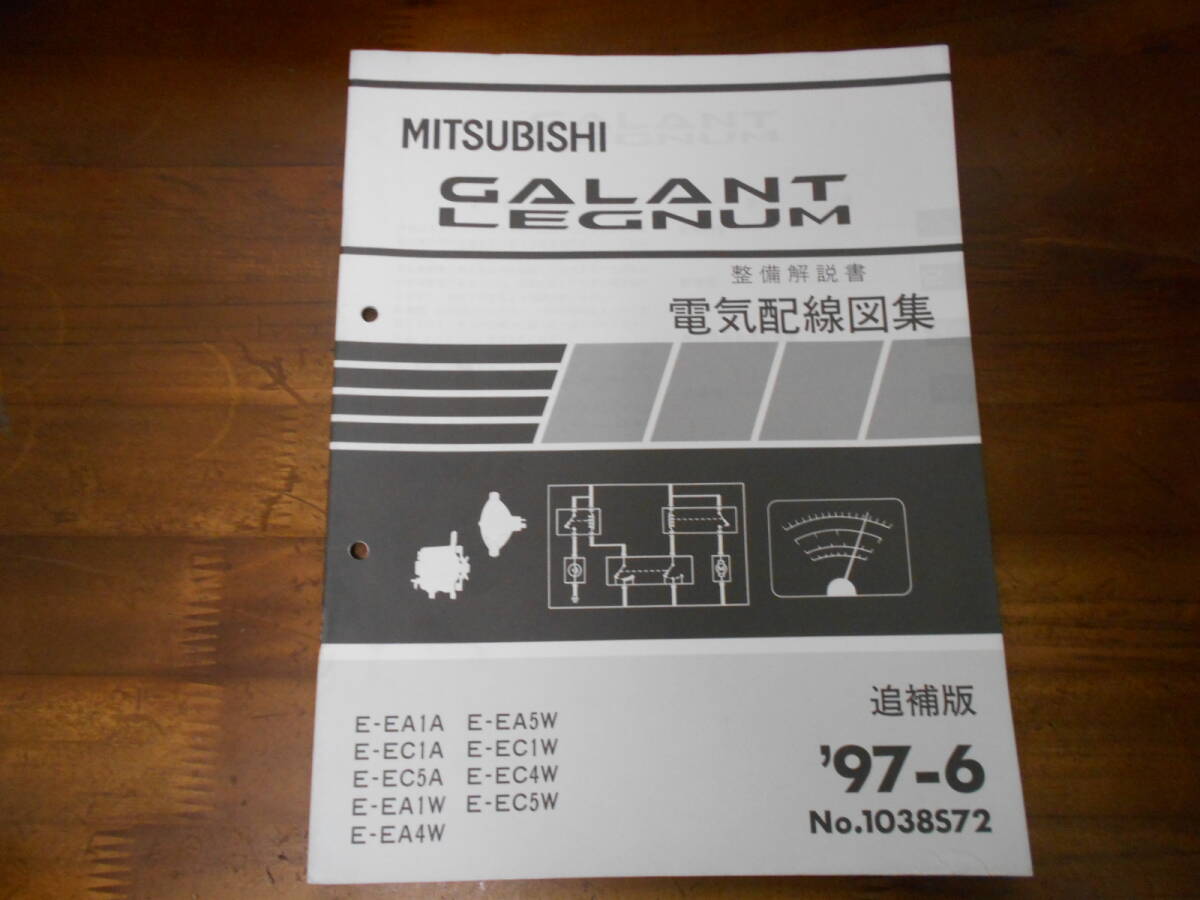 MITSUBISHI
GALANT
LEGNUM
整備解説書
電気配線図集
E-EA1A E-EA5W
E-EC1A E-EC1W
E-EC5A E-EC4W
E-EA1W E-EC5W
E-EA4W
追補版
'97-6
No.1038S72